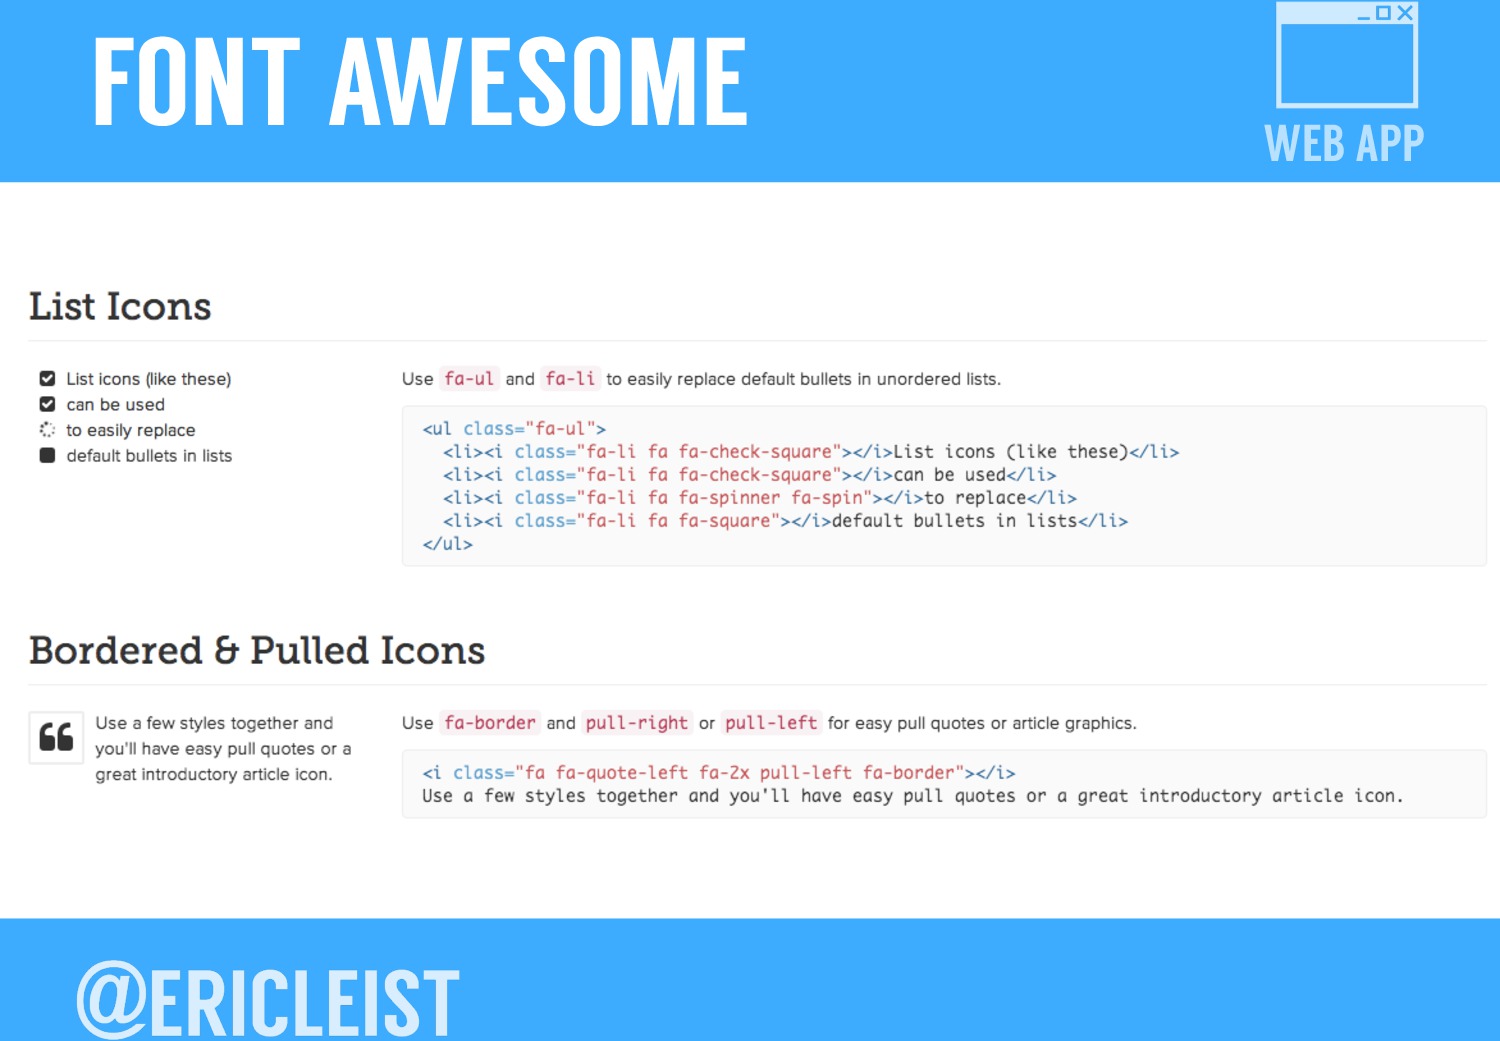 FONT AWESOME
WEB APP
List Icons
List icons (like these)
can be used
to easily replace
default bullets in lists
Use fa-ul and fa-li to easily replace default bullets in unordered lists.
<ul class="fa-ul">
  <li><i class="fa-li fa fa-check-square"></i>List icons (like these)</li>
  <li><i class="fa-li fa fa-check-square"></i>can be used</li>
  <li><i class="fa-li fa fa-spinner fa-spin"></i>to replace</li>
  <li><i class="fa-li fa fa-square"></i>default bullets in lists</li>
</ul>
Bordered & Pulled Icons
Use a few styles together and
you'll have easy pull quotes or a
great introductory article icon.
Use fa-border and pull-right or pull-left for easy pull quotes or article graphics.
<i class="fa fa-quote-left fa-2x pull-left fa-border"></i>
Use a few styles together and you'll have easy pull quotes or a great introductory article icon.
@ERICLEIST